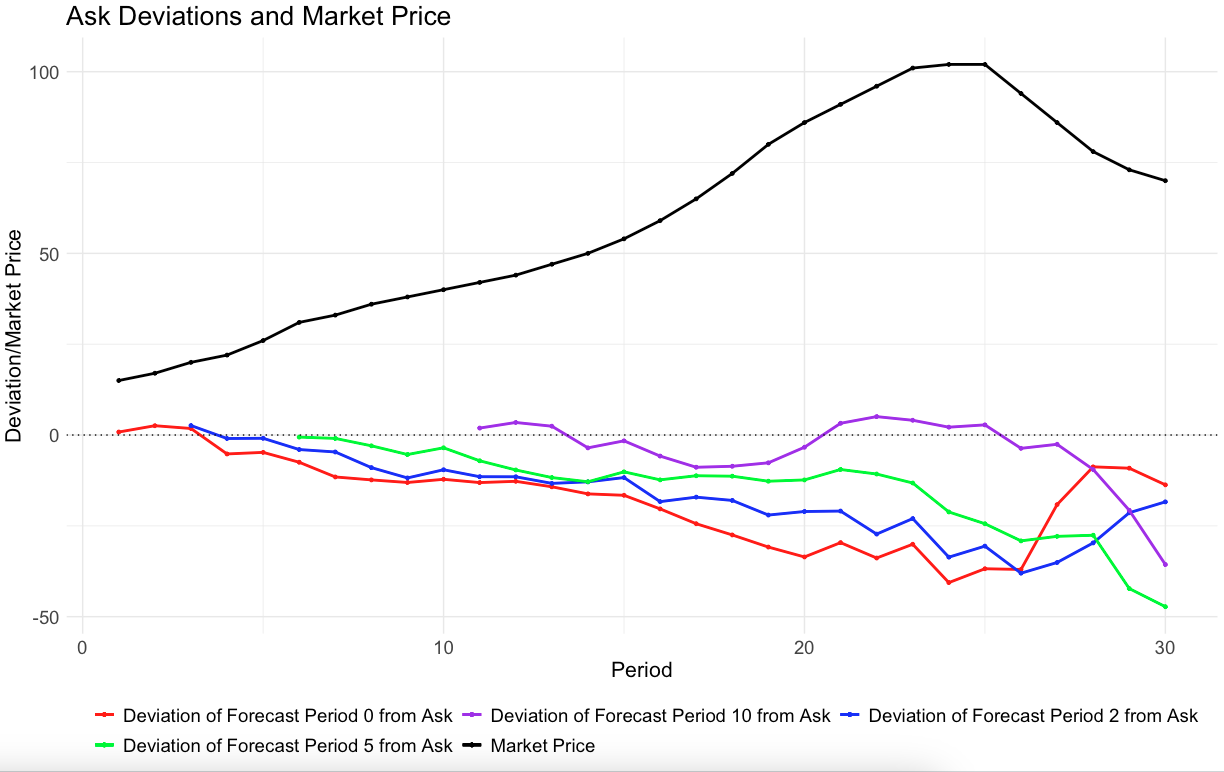 Ask Deviations and Market Price
Deviation/Market Price
100
50
0
-50
0 10 20 30
Period
Deviation of Forecast Period 0 from Ask Deviation of Forecast Period 10 from Ask Deviation of Forecast Period 2 from Ask
Deviation of Forecast Period 5 from Ask Market Price